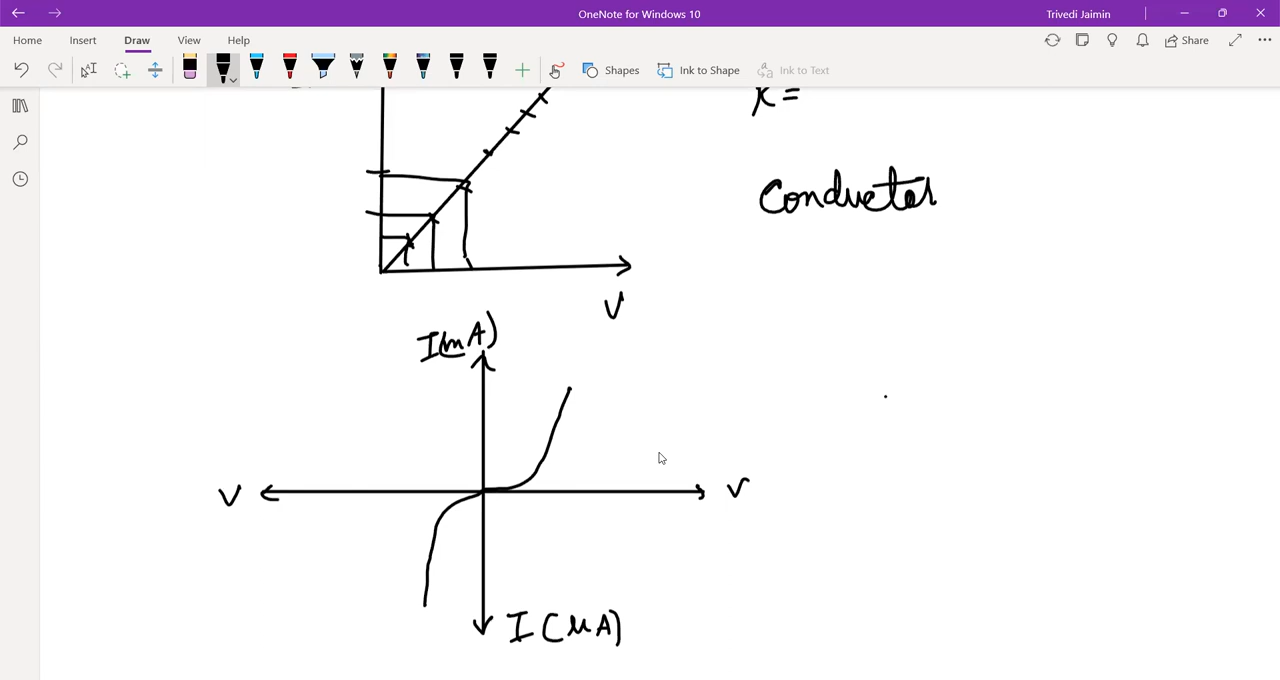 OneNote for Windows 10
Trivedi Jaimin
Home Insert Draw View Help
Share
Shapes
Ink to Shape
Ink to Text
Conductor
V
I(mA)
V
V
I (μA)